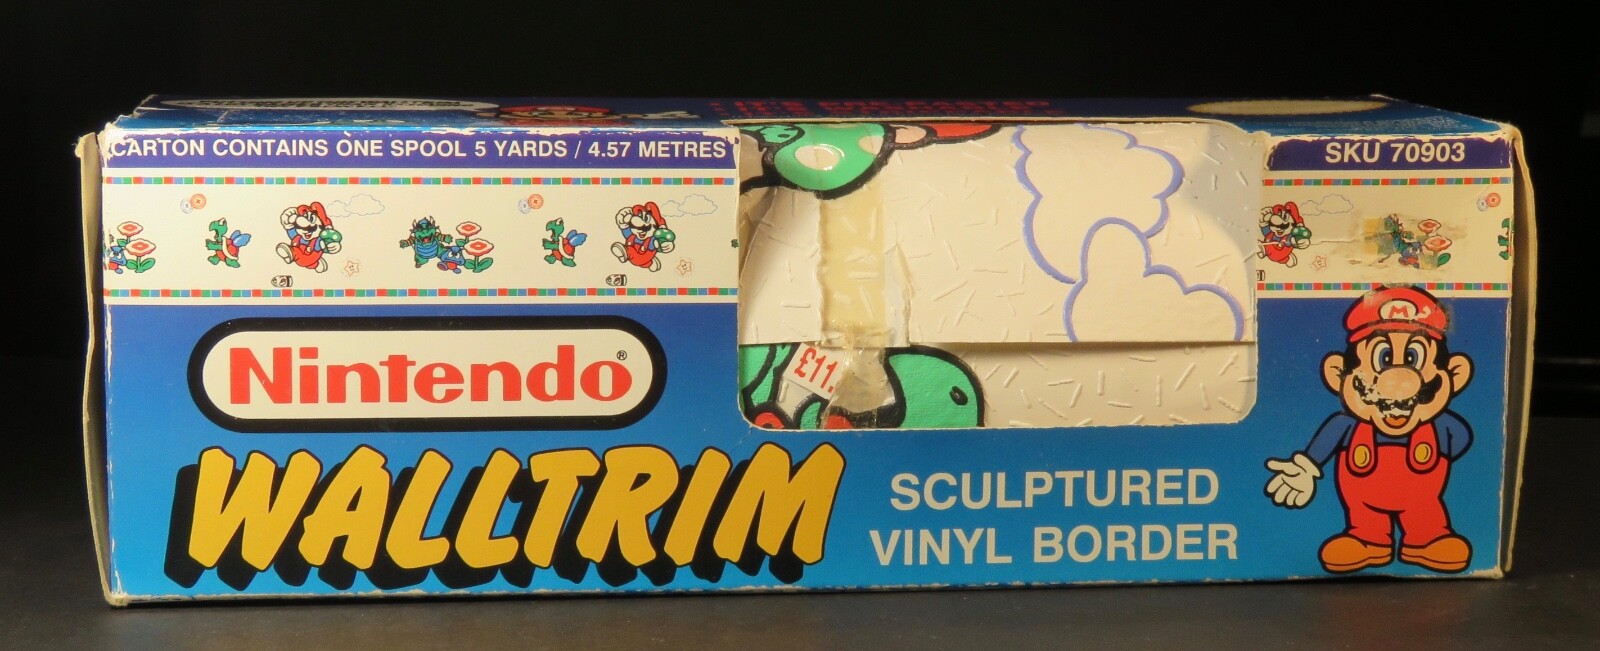 CARTON CONTAINS ONE SPOOL 5 YARDS / 4.57 METRES
SKU 70903
Nintendo®
£11.
WALLTRIM
SCULPTURED
VINYL BORDER
M